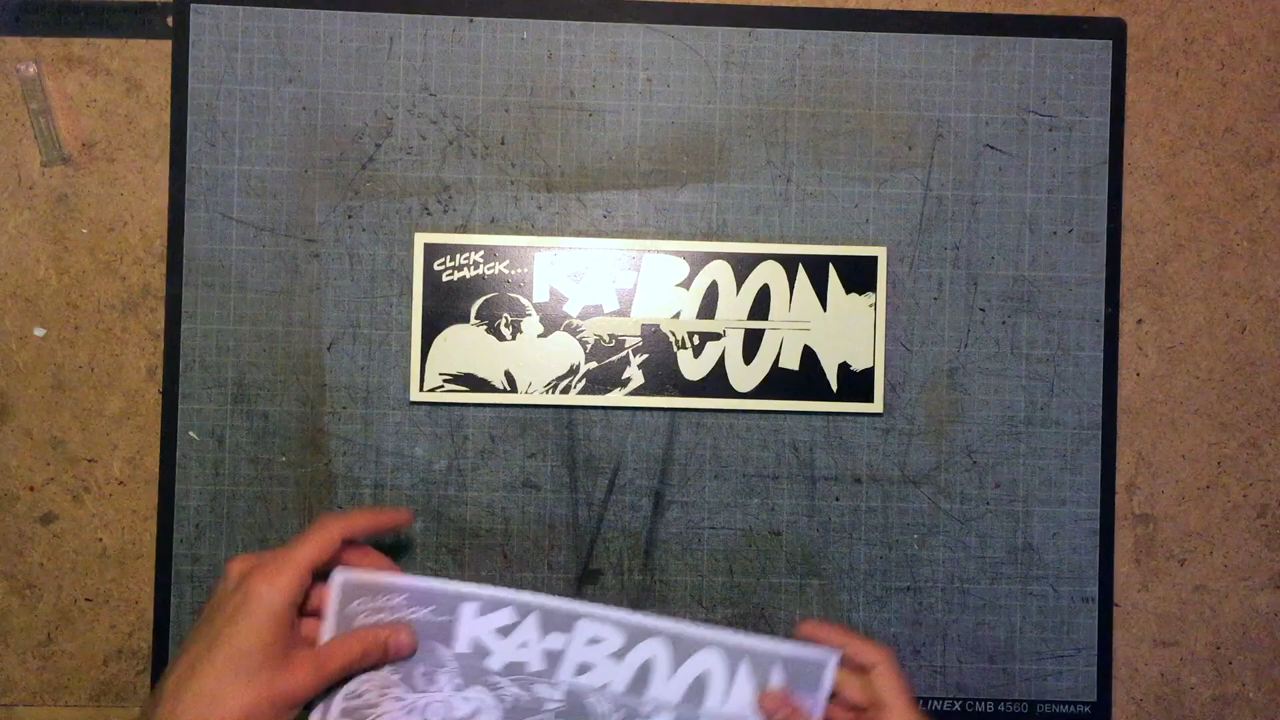 CLICK
CHUCK...
KA-BOOM
KA-BOOM
LINEX CMB 4560 DENMARK